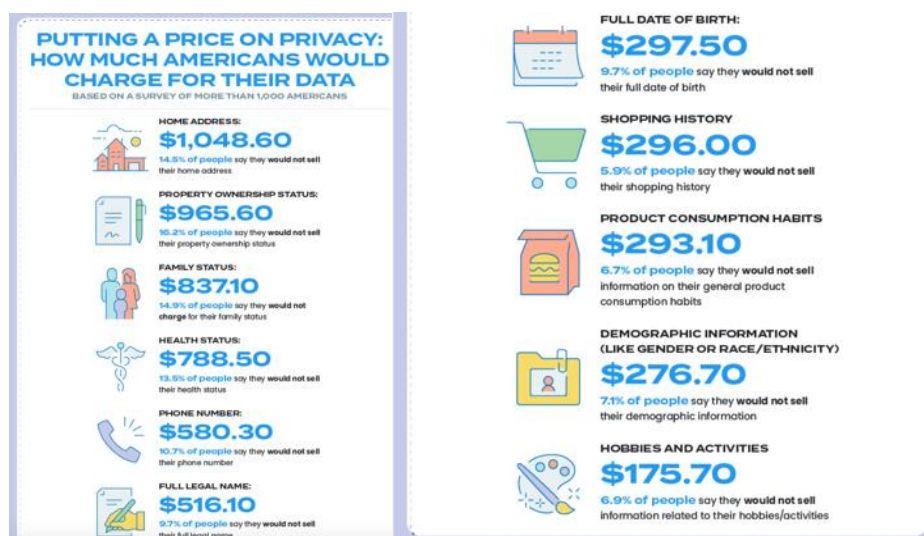 PUTTING A PRICE ON PRIVACY:
HOW MUCH AMERICANS WOULD
CHARGE FOR THEIR DATA
BASED ON A SURVEY OF MORE THAN 1,000 AMERICANS
HOME ADDRESS:
$1,048.60
14.5% of people say they would not sell
their home address
PROPERTY OWNERSHIP STATUS:
$965.60
16.2% of people say they would not sell
their property ownership status
FAMILY STATUS:
$837.10
14.9% of people say they would not
charge for their family status
HEALTH STATUS:
$788.50
13.5% of people say they would not sell
their health status
PHONE NUMBER:
$580.30
10.7% of people say they would not sell
their phone number
FULL LEGAL NAME:
$516.10
9.7% of people say they would not sell
their full legal name
FULL DATE OF BIRTH:
$297.50
9.7% of people say they would not sell
their full date of birth
SHOPPING HISTORY
$296.00
5.9% of people say they would not sell
their shopping history
PRODUCT CONSUMPTION HABITS
$293.10
6.7% of people say they would not sell
information on their general product
consumption habits
DEMOGRAPHIC INFORMATION
(LIKE GENDER OR RACE/ETHNICITY)
$276.70
7.1% of people say they would not sell
their demographic information
HOBBIES AND ACTIVITIES
$175.70
6.9% of people say they would not sell
information related to their hobbies/activities